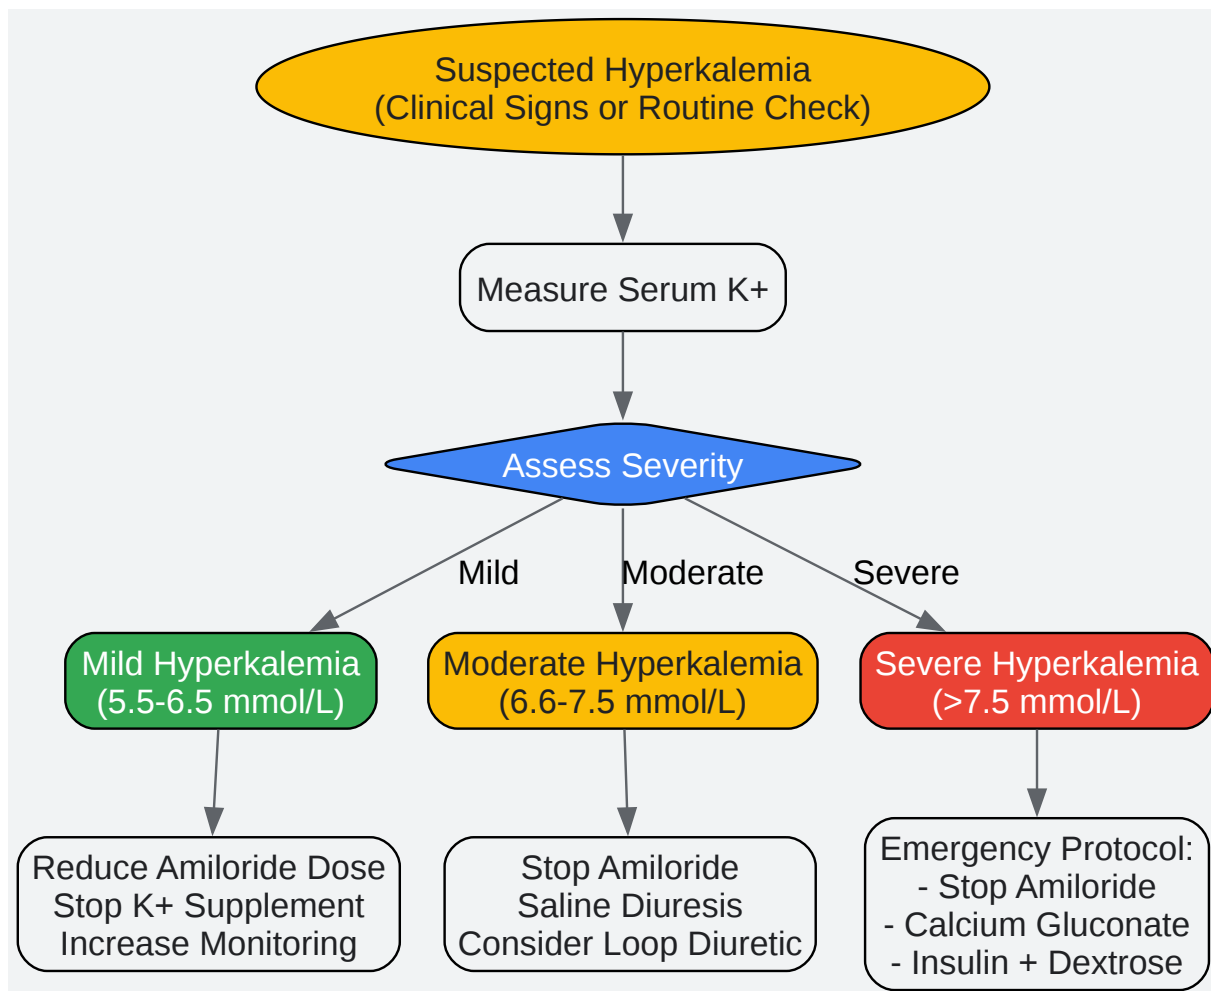 Suspected Hyperkalemia
(Clinical Signs or Routine Check)
Measure Serum K+
Assess Severity
Mild
Moderate
Severe
Mild Hyperkalemia
(5.5-6.5 mmol/L)
Moderate Hyperkalemia
(6.6-7.5 mmol/L)
Severe Hyperkalemia
(>7.5 mmol/L)
Reduce Amiloride Dose
Stop K+ Supplement
Increase Monitoring
Stop Amiloride
Saline Diuresis
Consider Loop Diuretic
Emergency Protocol:
- Stop Amiloride
- Calcium Gluconate
- Insulin + Dextrose